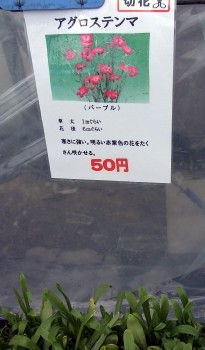 切花
アグロステンマ
(パープル)
草 丈 1mぐらい
花 径 6cmぐらい
寒さに強い。明るい赤紫色の花をたく
さん咲かせる。
50円